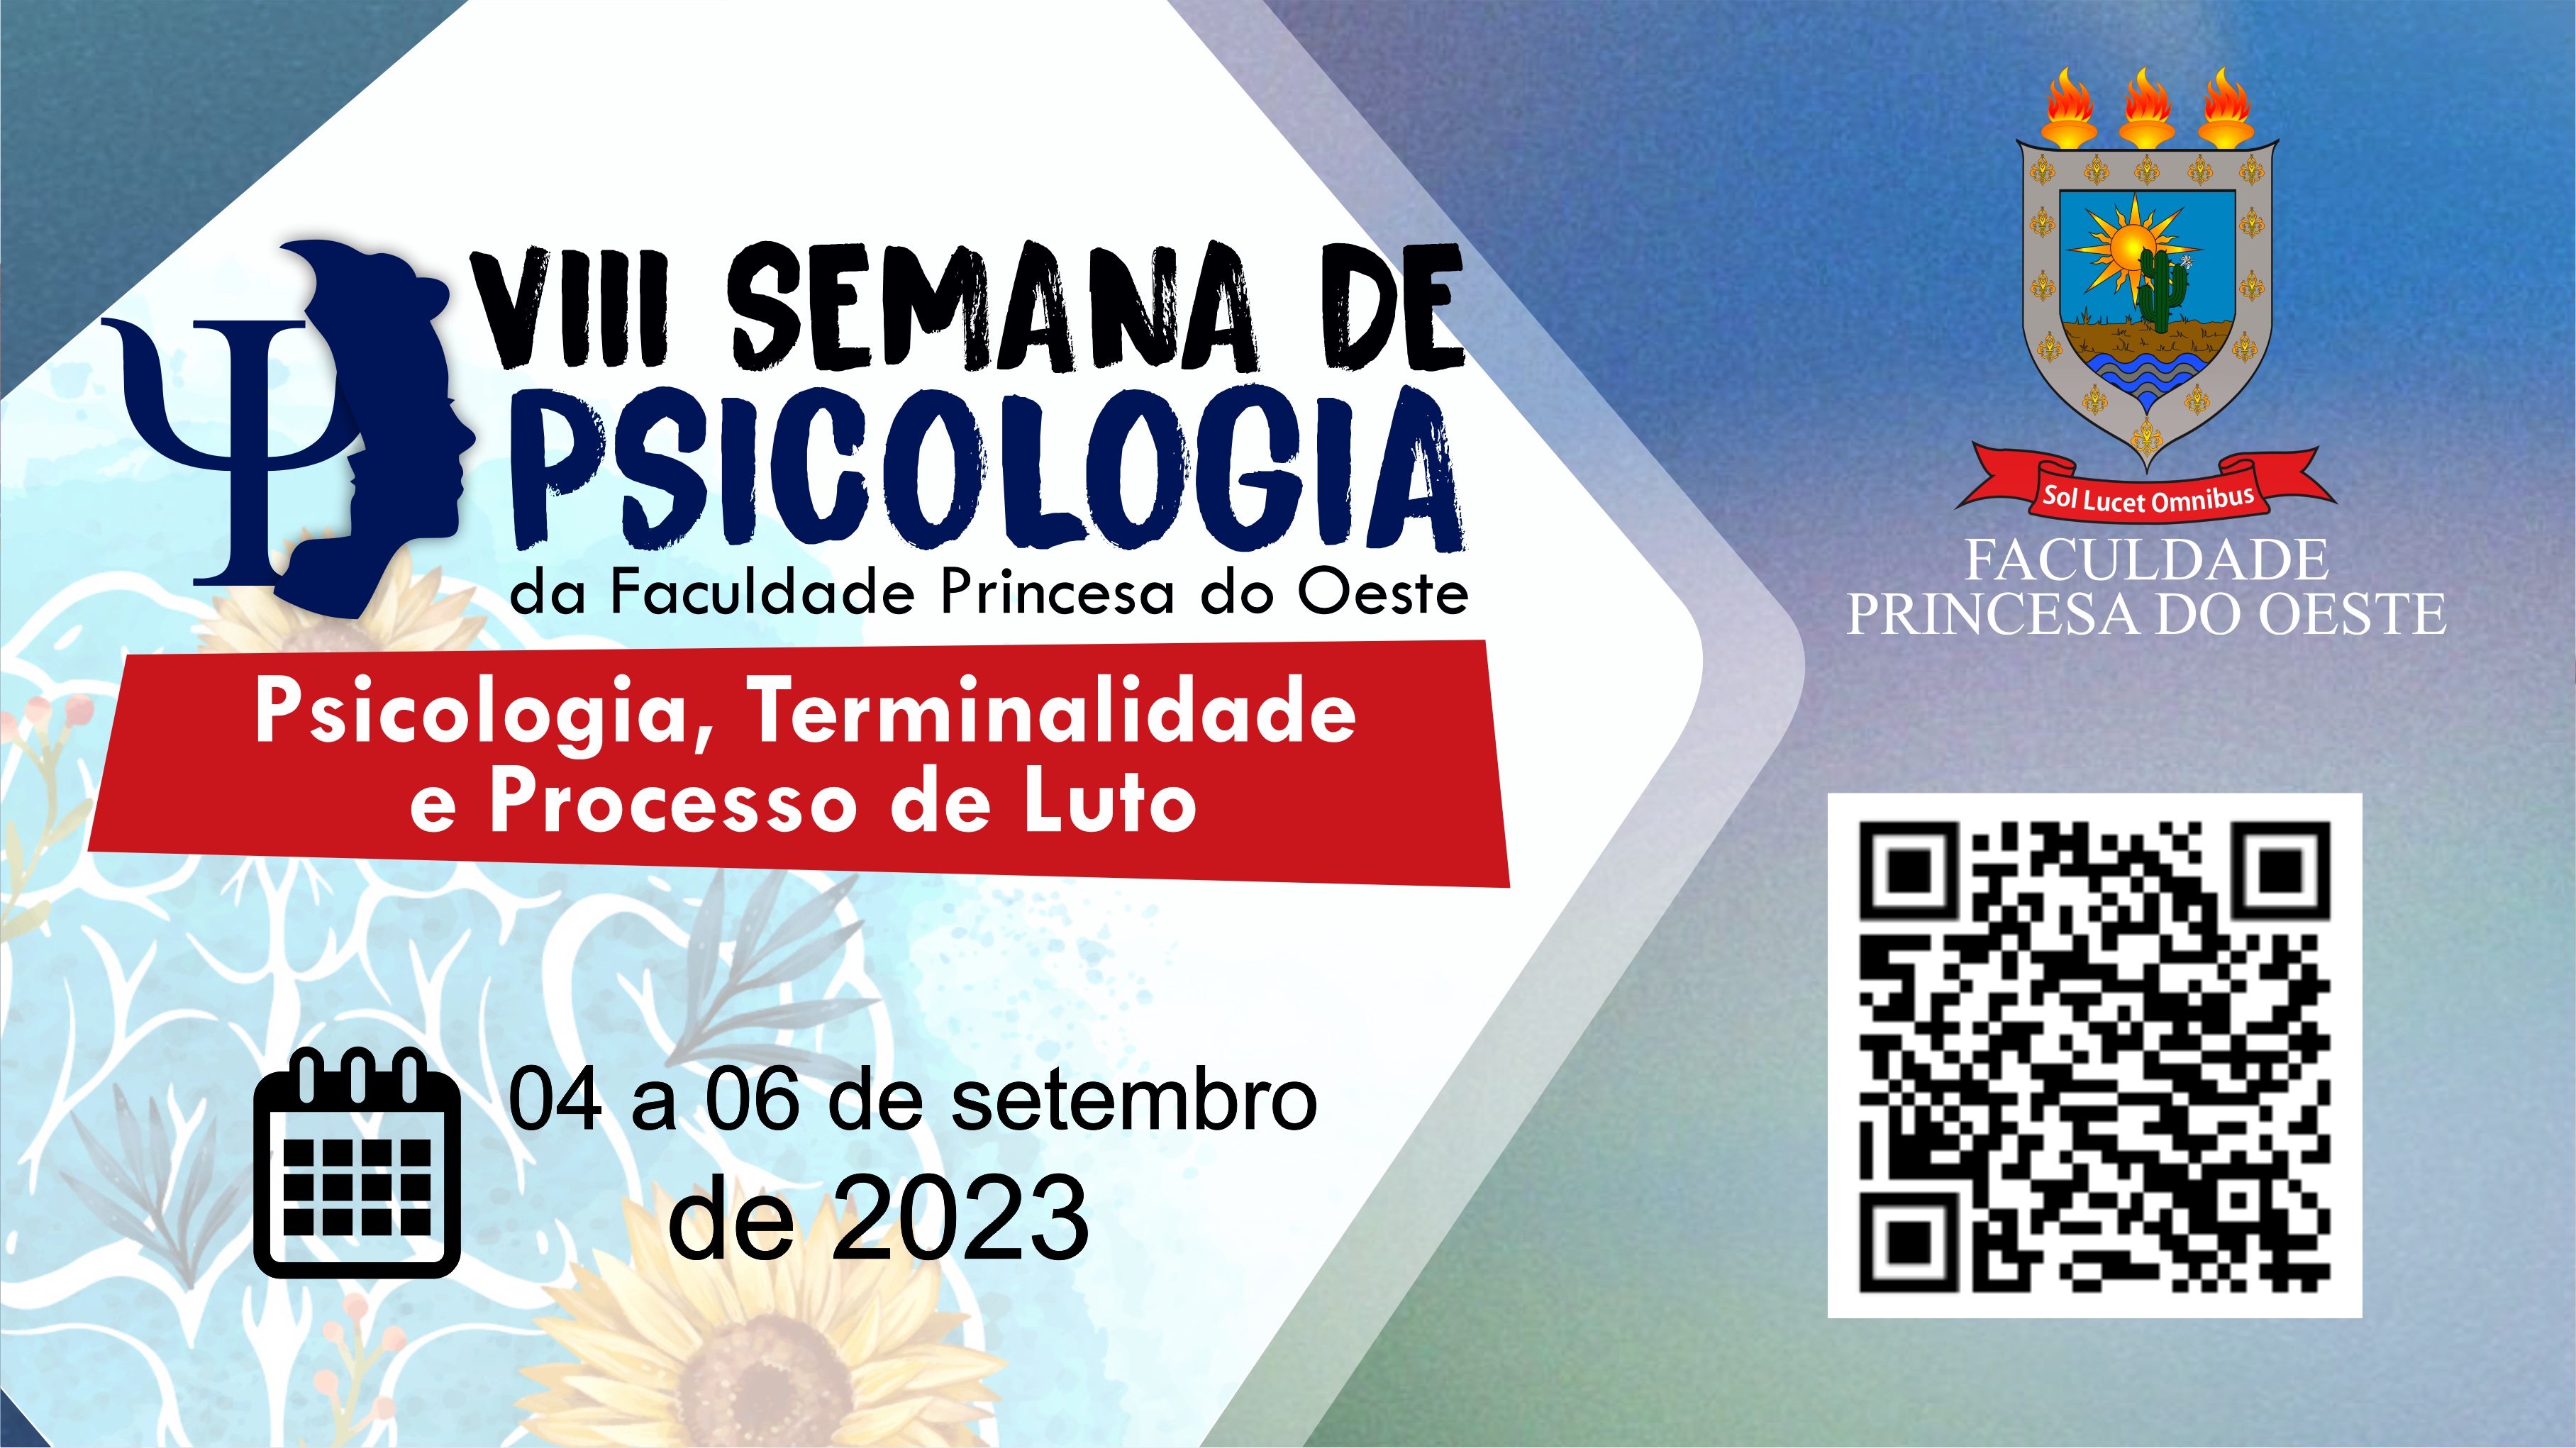 VIII SEMANA DE
PSICOLOGIA
da Faculdade Princesa do Oeste
Psicologia, Terminalidade
e Processo de Luto
04 a 06 de setembro
de 2023
Sol Lucet Omnibus
FACULDADE
PRINCESA DO OESTE